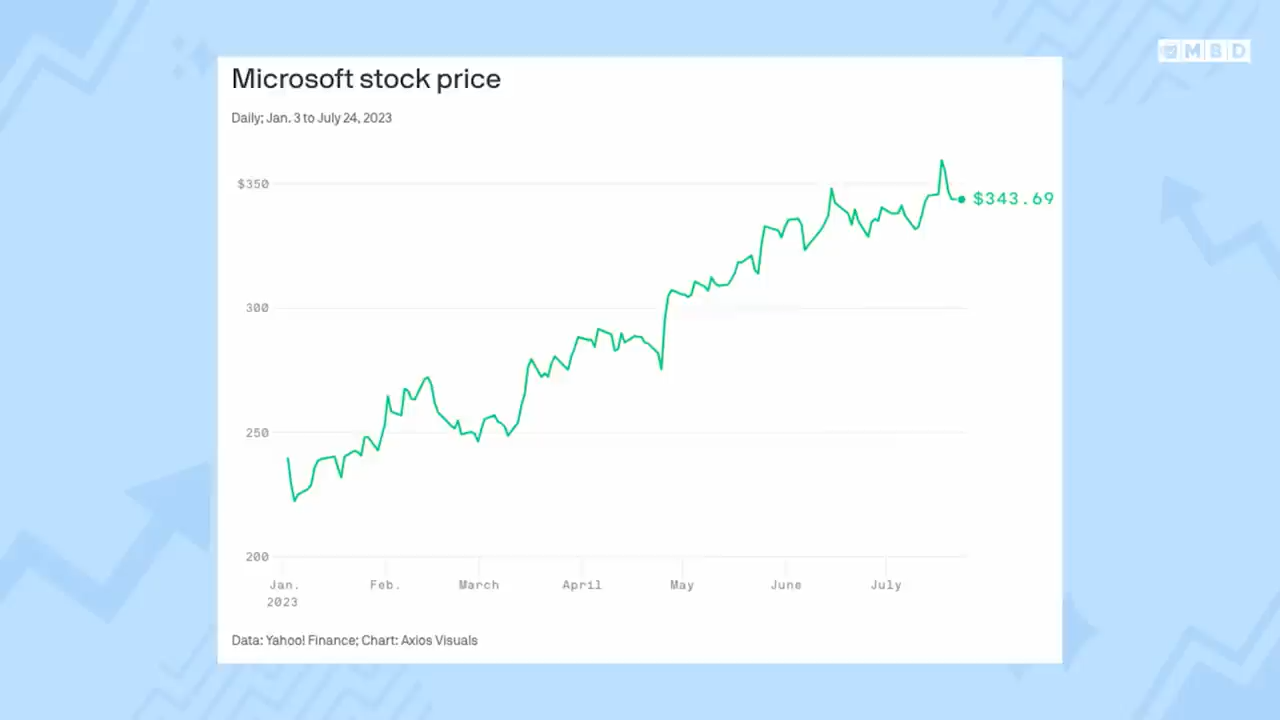 MBD
Microsoft stock price
Daily; Jan. 3 to July 24, 2023
$350
$343.69
300
250
200
Jan. Feb. March April May June July
2023
Data: Yahoo! Finance; Chart: Axios Visuals